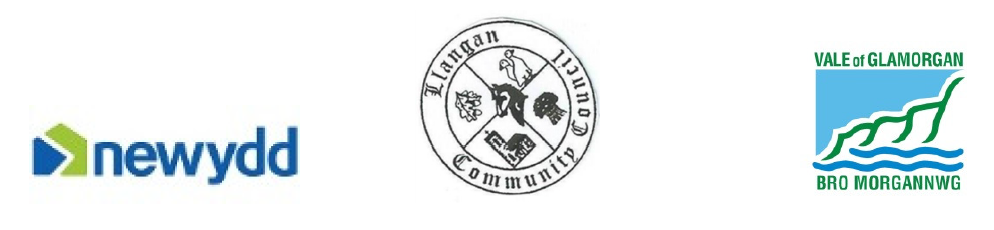 newydd
Llangan Community Council
VALE of GLAMORGAN
BRO MORGANNWG